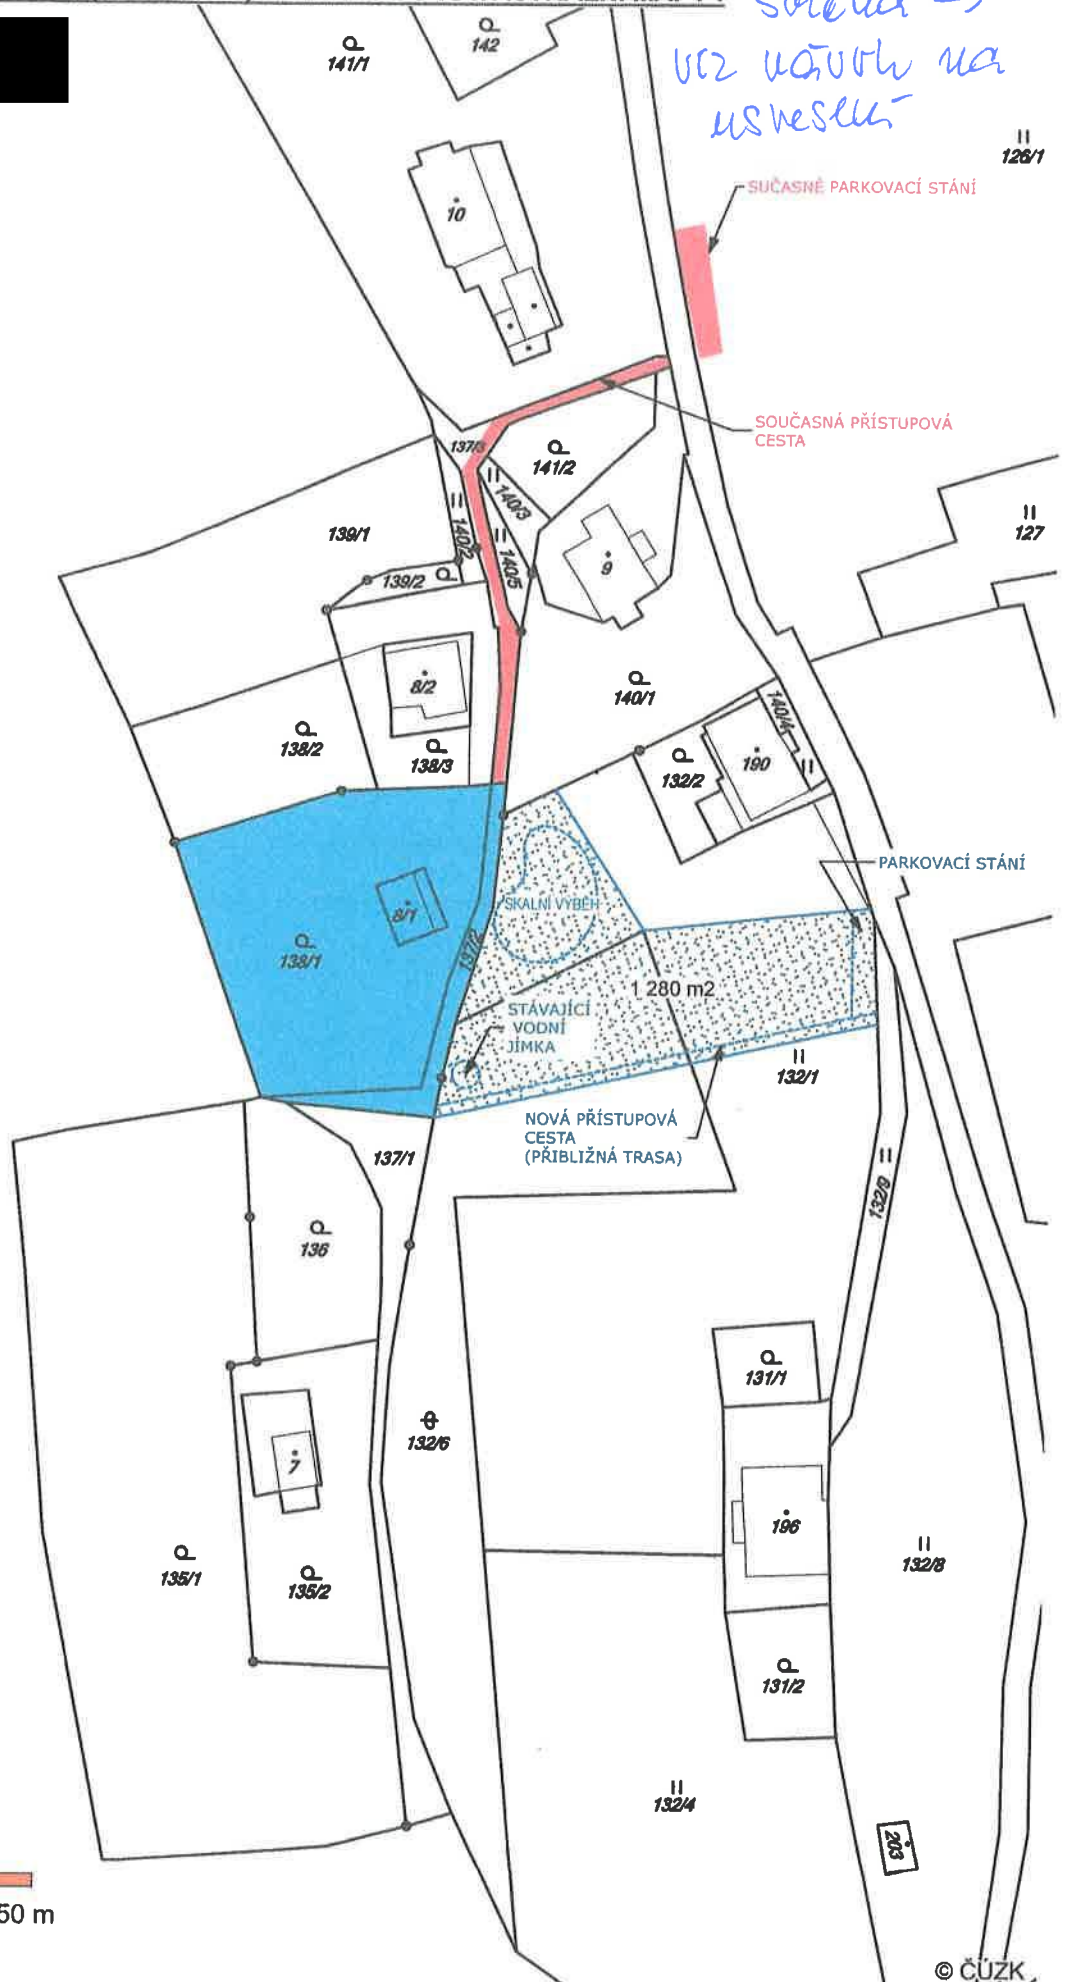 142
141/1
viz návrh na
usnesení
126/1
SUČASNÉ PARKOVACÍ STÁNÍ
10
SOUČASNÁ PŘÍSTUPOVÁ
CESTA
137/3
141/2
140/3
127
139/1
140/2
140/5
9
139/2
8/2
140/1
140/4
138/2
138/3
132/2
190
PARKOVACÍ STÁNÍ
SKALNÍ VÝBĚH
8/1
138/1
137/2
1 280 m2
STÁVAJÍCÍ
VODNÍ
JÍMKA
132/1
NOVÁ PŘÍSTUPOVÁ
CESTA
(PŘIBLIŽNÁ TRASA)
137/1
132/9
136
131/1
132/6
7
196
135/1
135/2
132/8
131/2
132/4
203
50 m
© ČÚZK